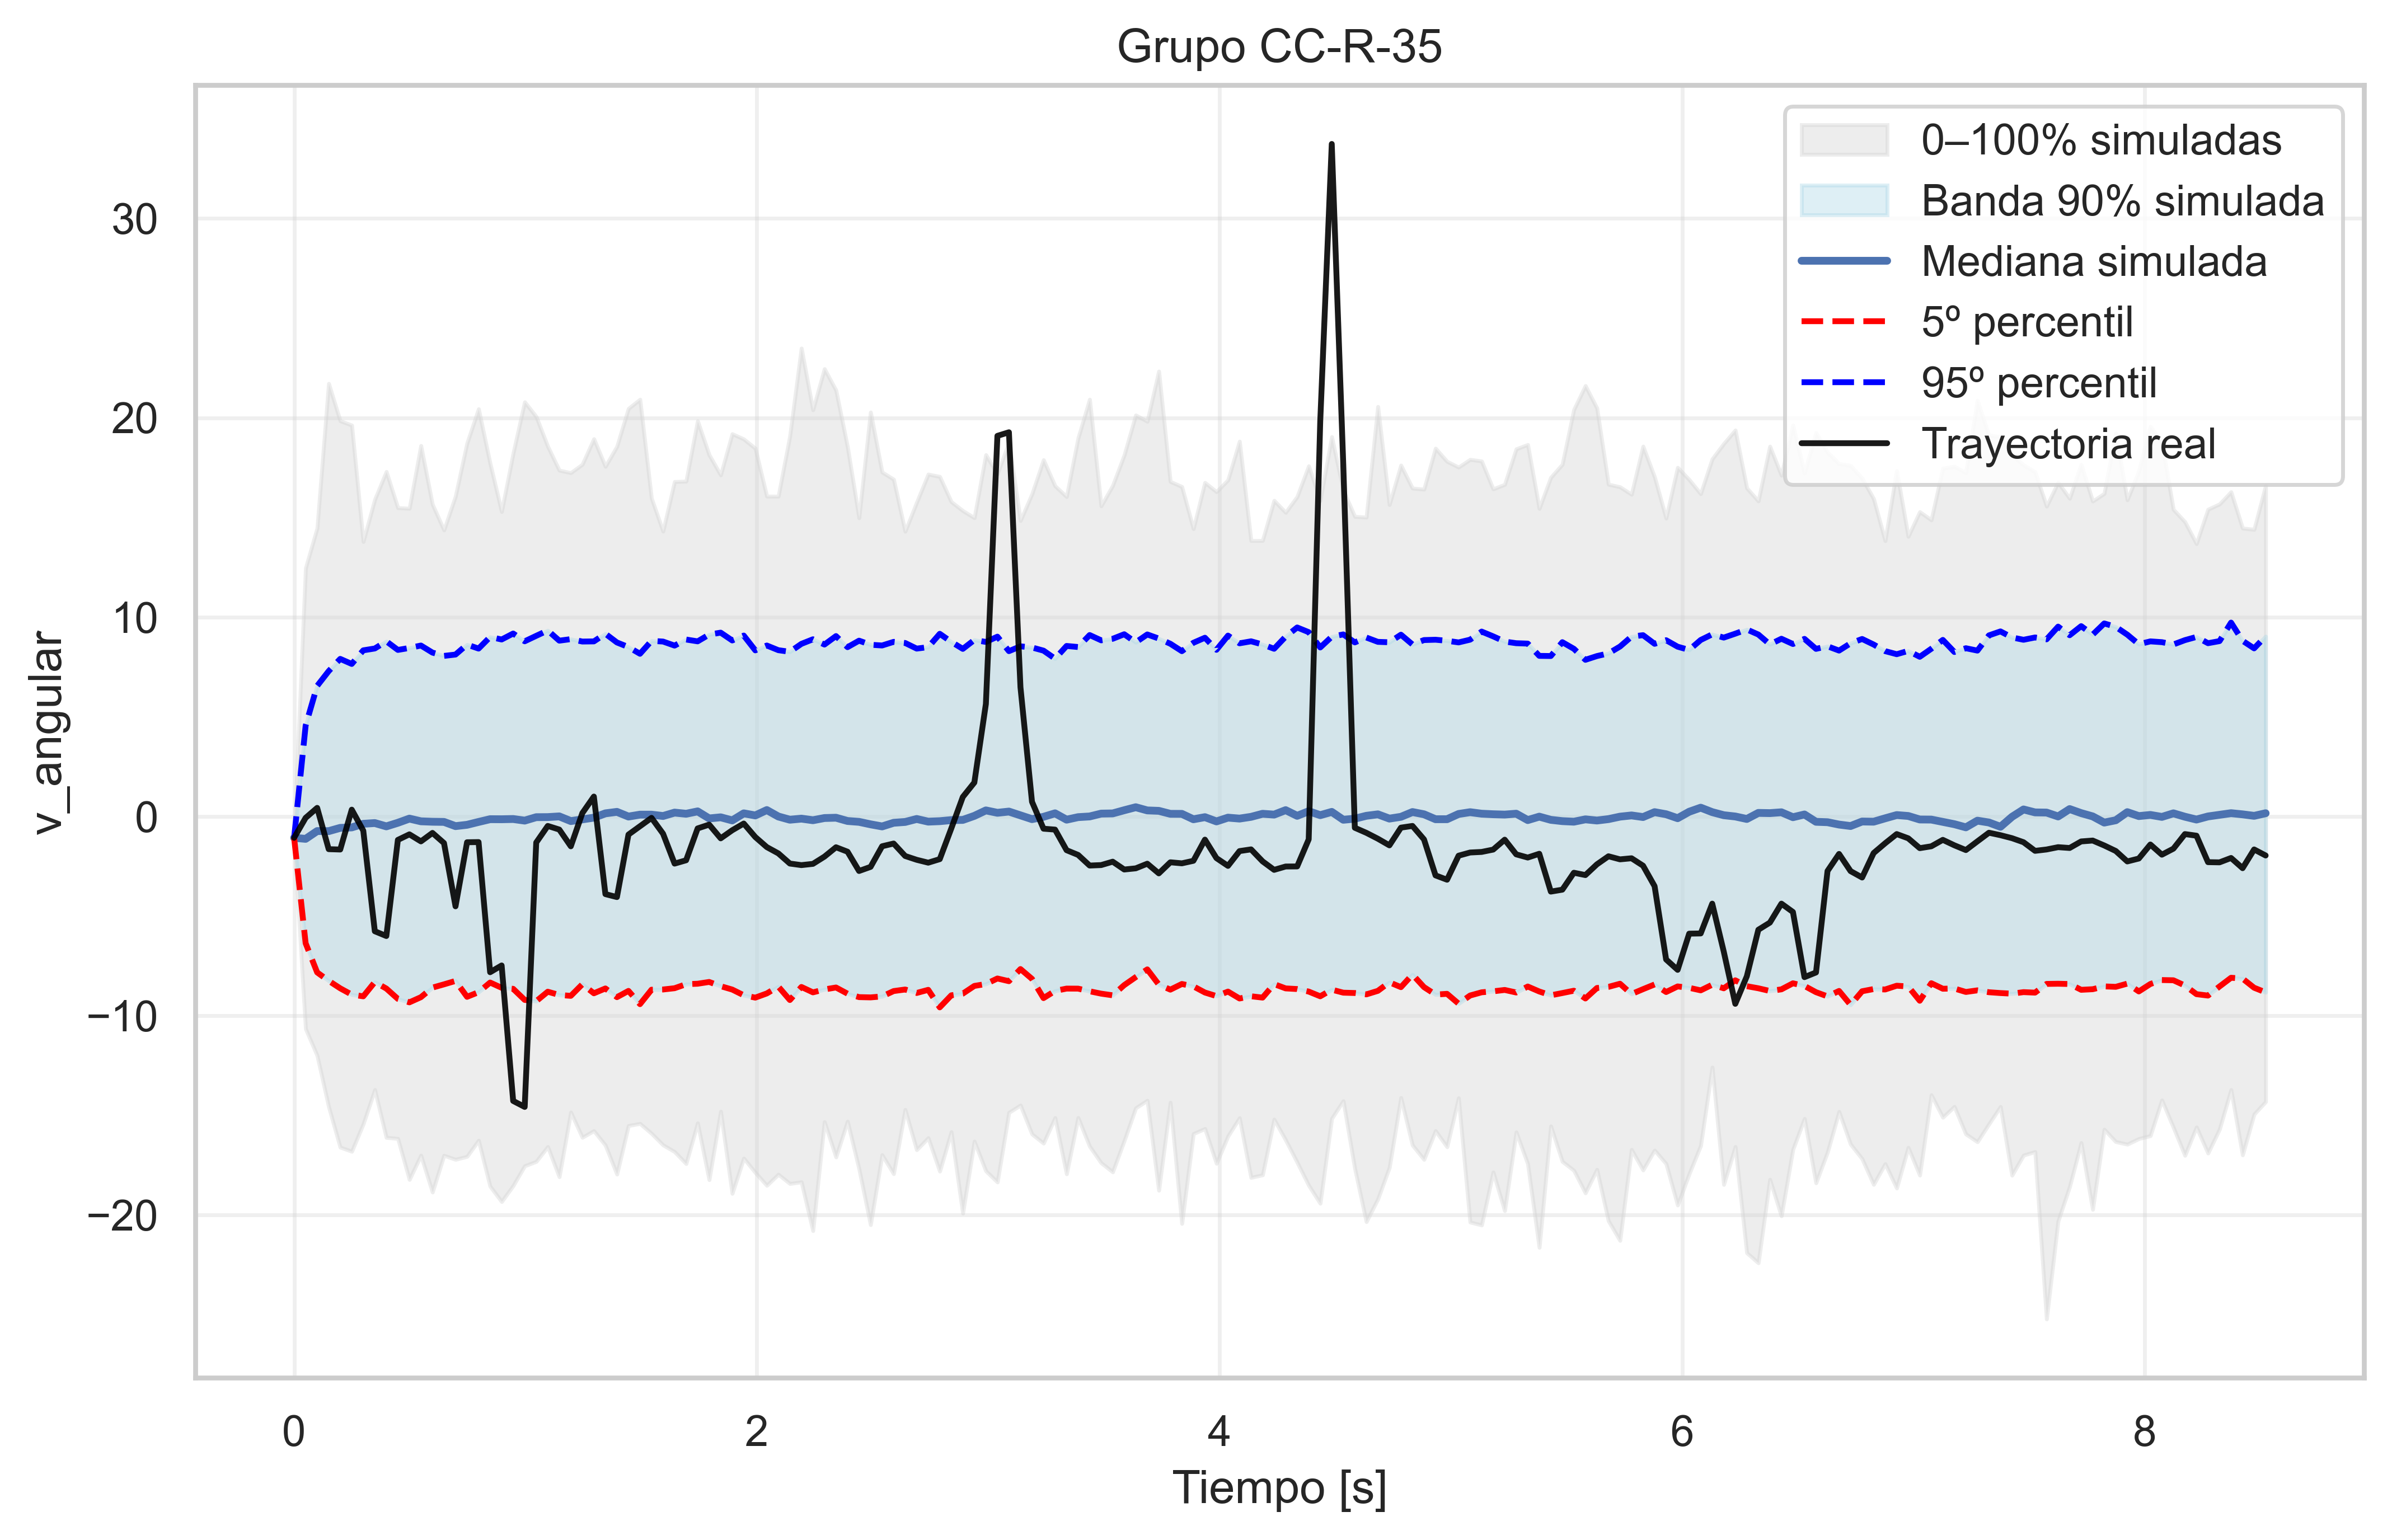 Grupo CC-R-35
0–100% simuladas
Banda 90% simulada
Mediana simulada
5º percentil
95º percentil
Trayectoria real
30
20
10
0
−10
−20
v_angular
0 2 4 6 8
Tiempo [s]